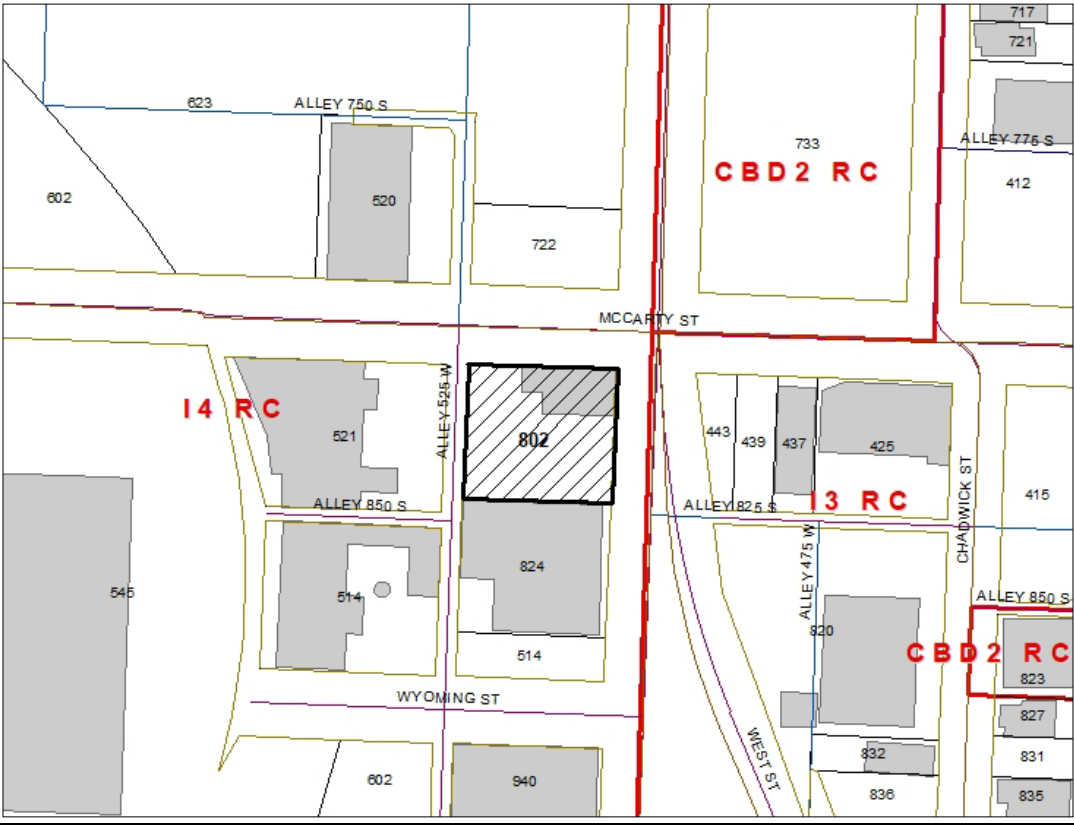 717
721
623
ALLEY 750 S
733
ALLEY 775 S
CBD2 RC
412
602
520
722
MCCARTY ST
ALLEY 525 W
I4 RC
521
802
443
439
437
425
CHADWICK ST
415
I3 RC
ALLEY 850 S
ALLEY 825 S
ALLEY 475 W
824
545
514
ALLEY 850 S
820
CBD2 RC
514
823
WYOMING ST
827
WEST ST
832
831
602
940
836
835